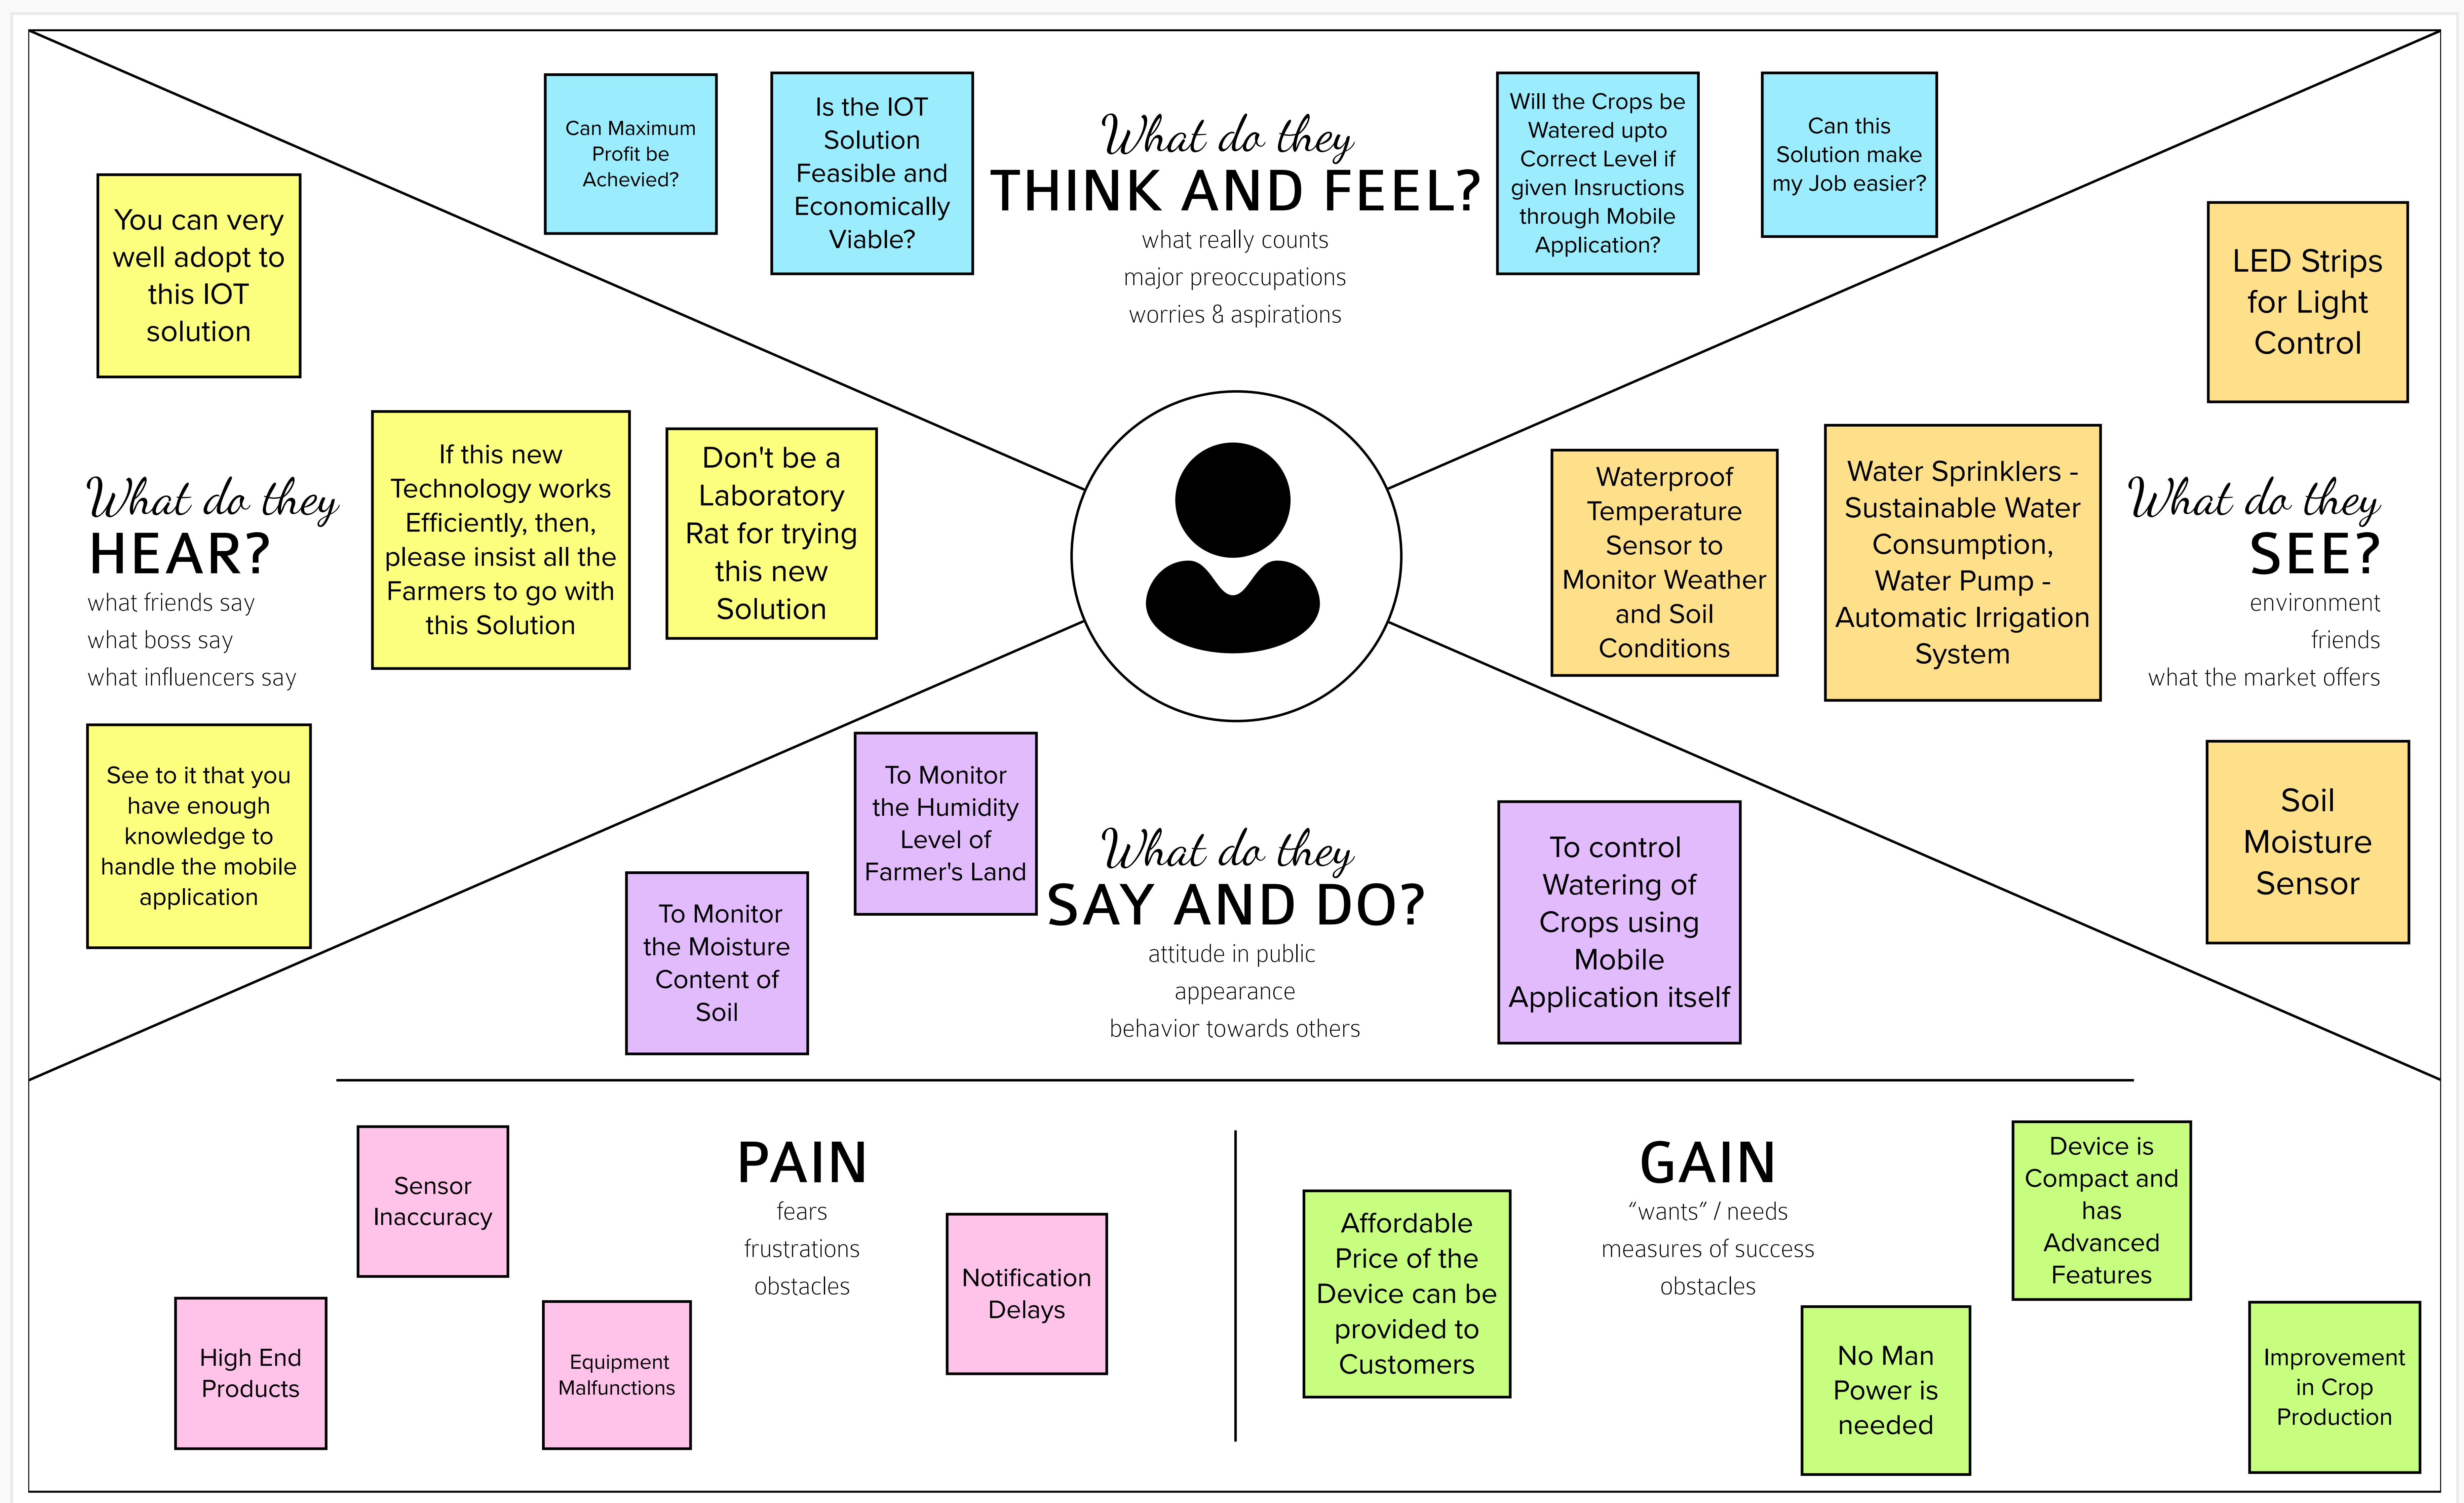 Can Maximum
Profit be
Achevied?
Is the IOT
Solution
Feasible and
Economically
Viable?
What do they
THINK AND FEEL?
what really counts
major preoccupations
worries & aspirations
Will the Crops be
Watered upto
Correct Level if
given Insructions
through Mobile
Application?
Can this
Solution make
my Job easier?
You can very
well adopt to
this IOT
solution
What do they
HEAR?
what friends say
what boss say
what influencers say
If this new
Technology works
Efficiently, then,
please insist all the
Farmers to go with
this Solution
Don't be a
Laboratory
Rat for trying
this new
Solution
See to it that you
have enough
knowledge to
handle the mobile
application
LED Strips
for Light
Control
Waterproof
Temperature
Sensor to
Monitor Weather
and Soil
Conditions
Water Sprinklers -
Sustainable Water
Consumption,
Water Pump -
Automatic Irrigation
System
What do they
SEE?
environment
friends
what the market offers
Soil
Moisture
Sensor
To Monitor
the Humidity
Level of
Farmer's Land
To Monitor
the Moisture
Content of
Soil
What do they
SAY AND DO?
attitude in public
appearance
behavior towards others
To control
Watering of
Crops using
Mobile
Application itself
Sensor
Inaccuracy
High End
Products
Equipment
Malfunctions
PAIN
fears
frustrations
obstacles
Notification
Delays
Affordable
Price of the
Device can be
provided to
Customers
GAIN
“wants” / needs
measures of success
obstacles
No Man
Power is
needed
Device is
Compact and
has
Advanced
Features
Improvement
in Crop
Production